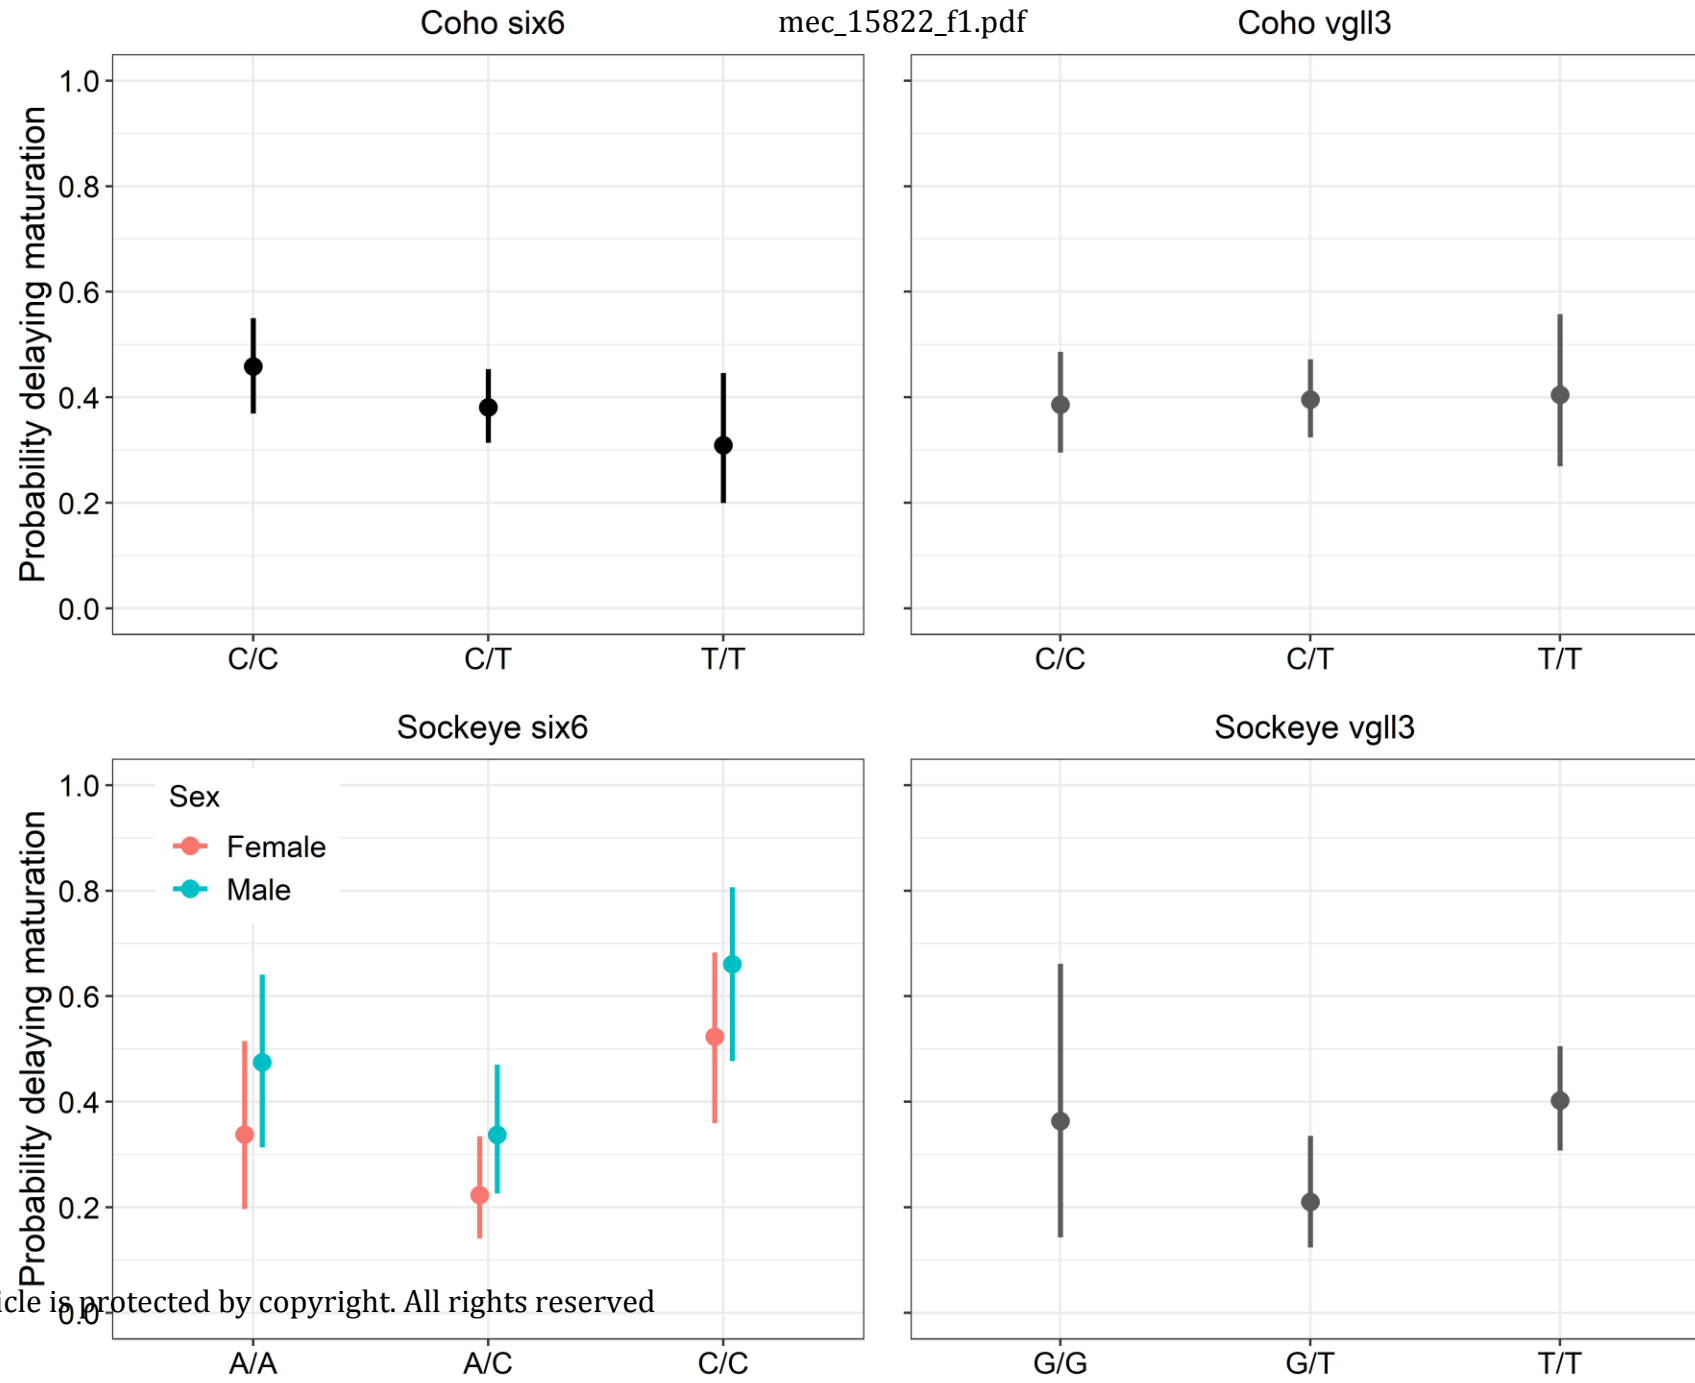 Coho six6
mec_15822_f1.pdf
Coho vgll3
Probability delaying maturation
1.0
0.8
0.6
0.4
0.2
0.0
C/C
C/T
T/T
C/C
C/T
T/T
Sockeye six6
Sockeye vgll3
Probability delaying maturation
1.0
0.8
0.6
0.4
0.2
0.0
Sex
Female
Male
icle is protected by copyright. All rights reserved
A/A
A/C
C/C
G/G
G/T
T/T